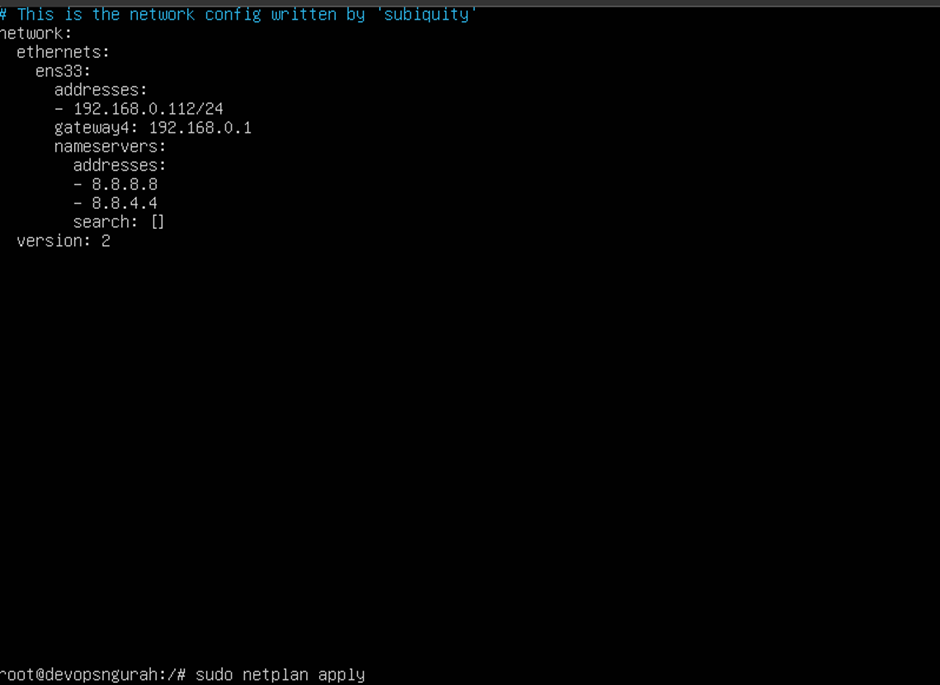 # This is the network config written by 'subiquity'
network:
  ethernets:
    ens33:
      addresses:
      - 192.168.0.112/24
      gateway4: 192.168.0.1
      nameservers:
        addresses:
        - 8.8.8.8
        - 8.8.4.4
        search: []
  version: 2
root@devopsngurah:/# sudo netplan apply